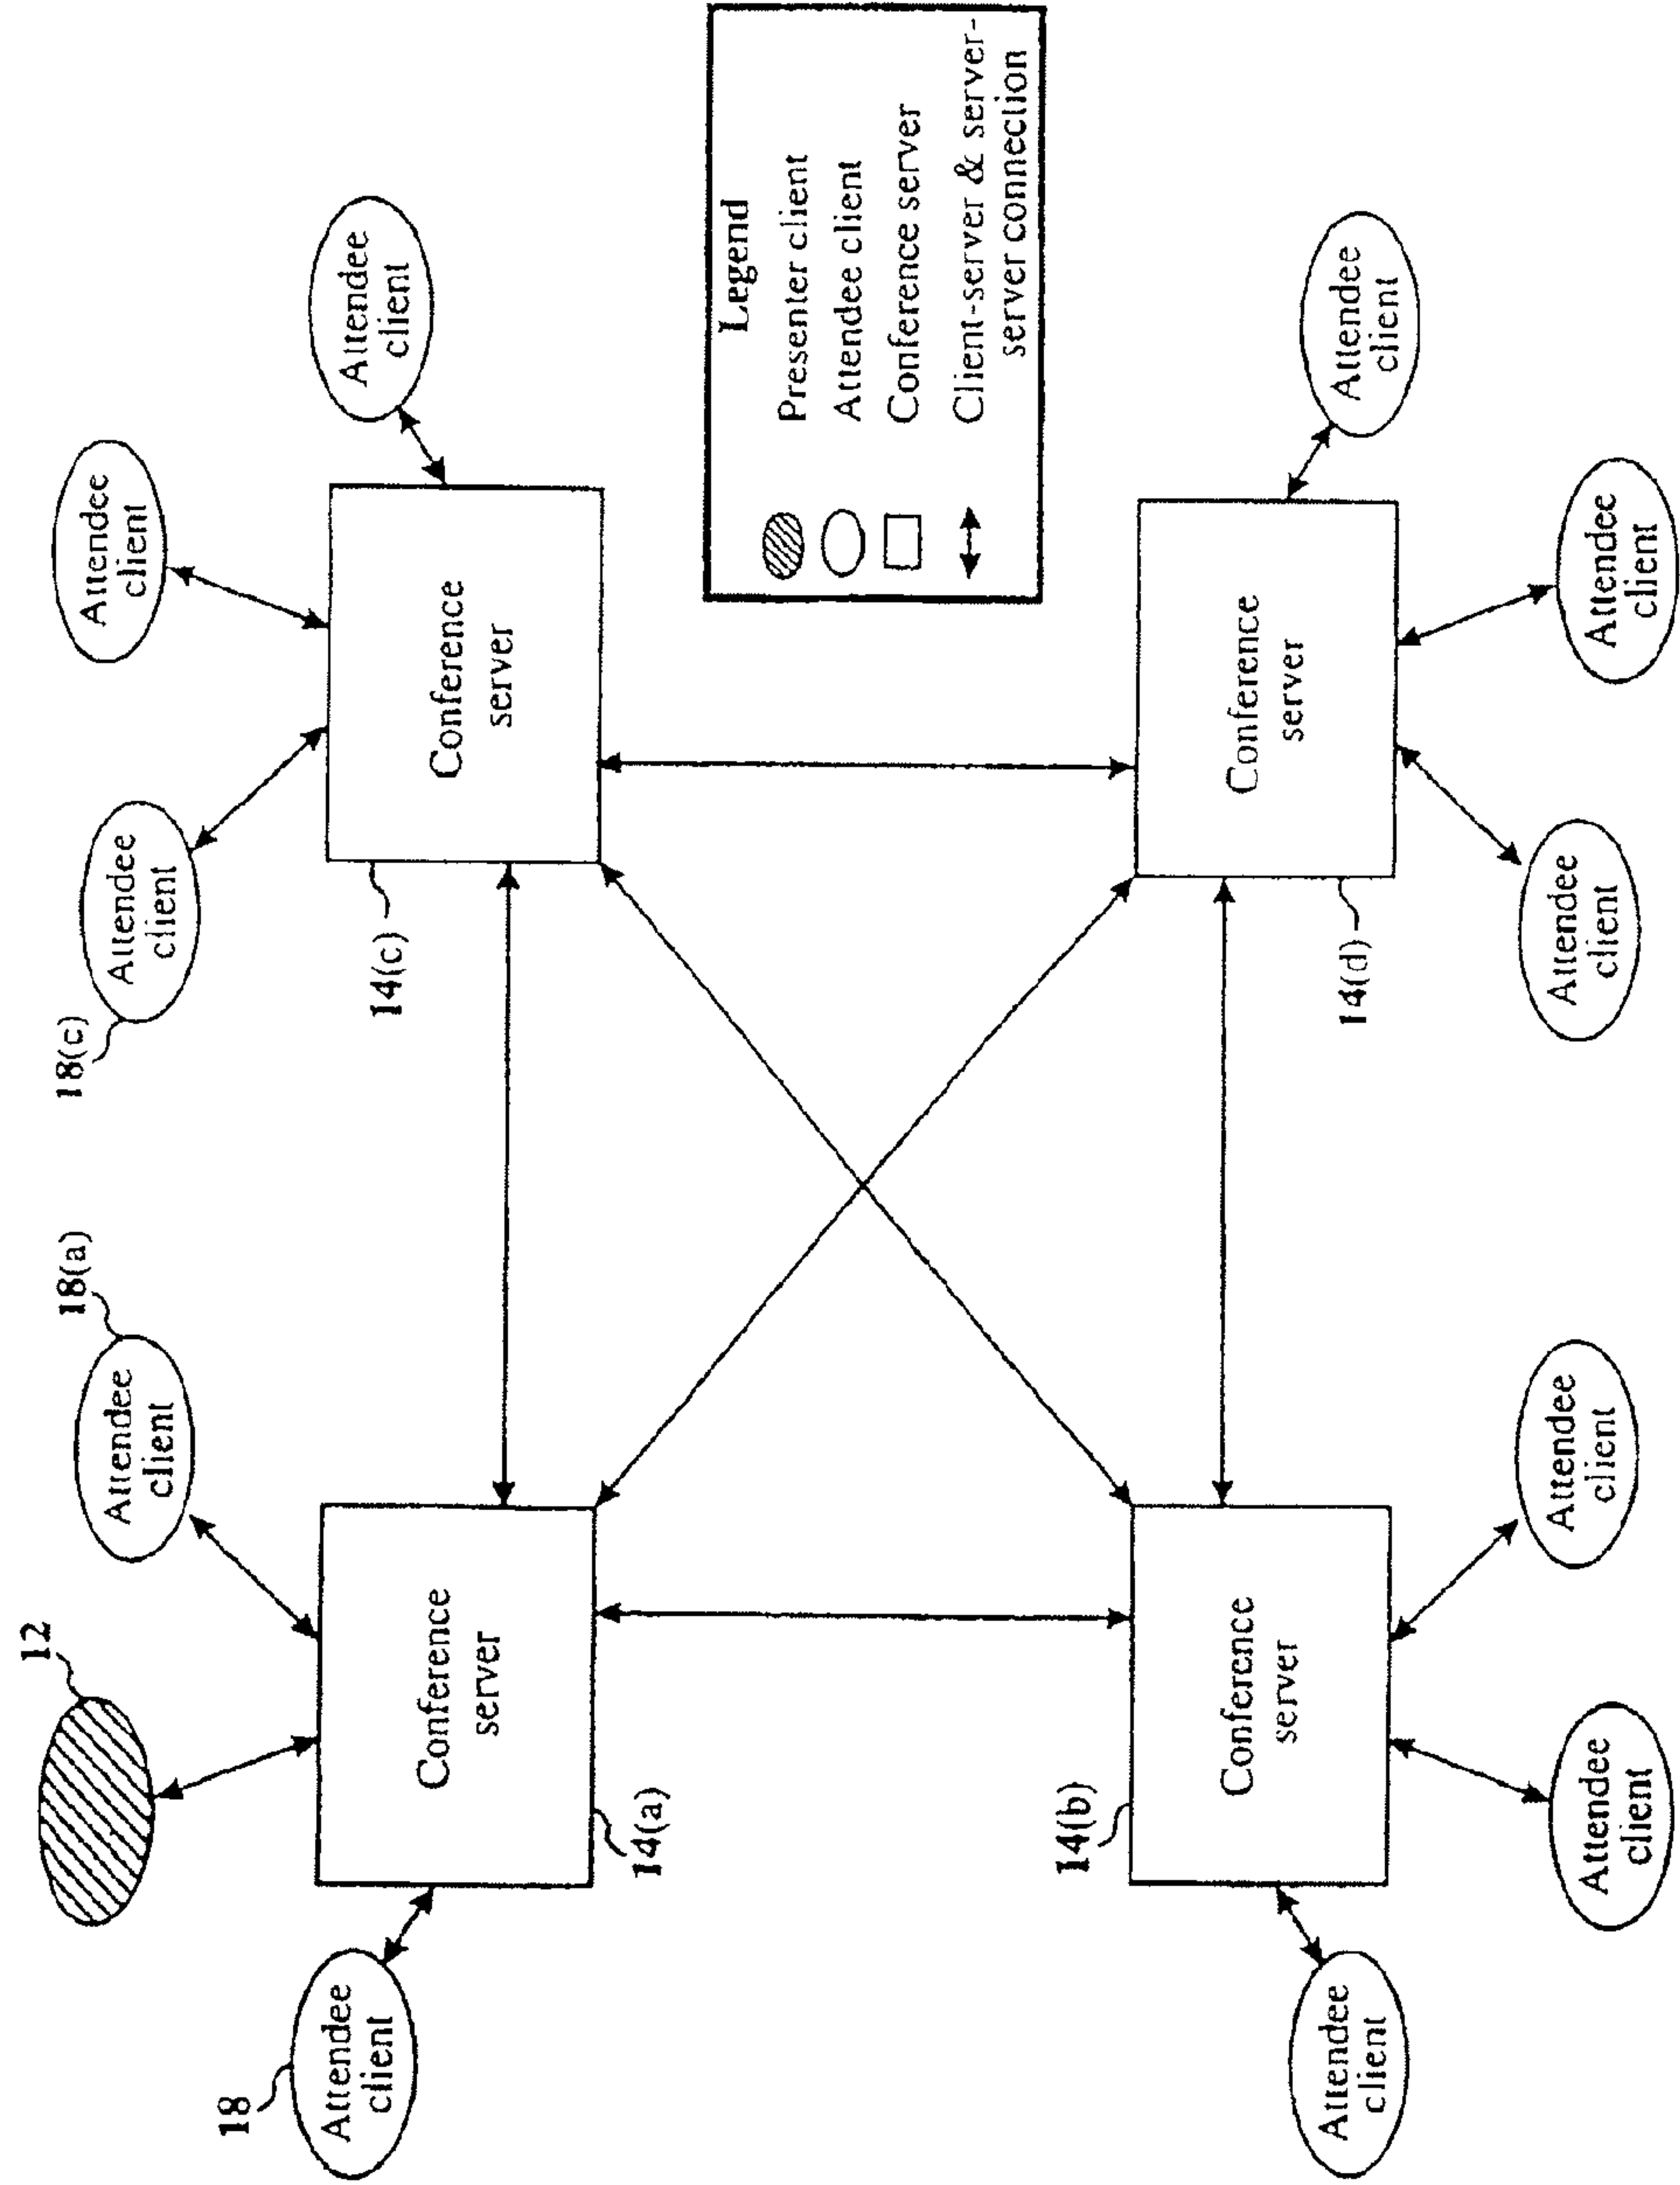 12
18(a)
18(c)
Attendee
client
Attendee
client
Attendee
client
18
Attendee
client
Attendee
client
Conference
server
Conference
server
14(a)
14(c)
Legend
Presenter client
Attendee client
Conference server
Client-server & server-
server connection
14(b)
14(d)
Conference
server
Conference
server
Attendee
client
Attendee
client
Attendee
client
Attendee
client
Attendee
client
Attendee
client